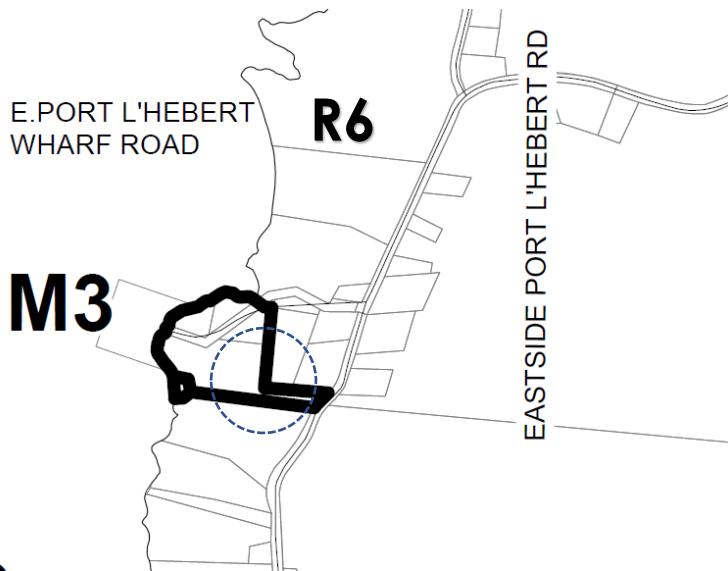 E.PORT L'HEBERT
WHARF ROAD
R6
M3
EASTSIDE PORT L'HEBERT RD